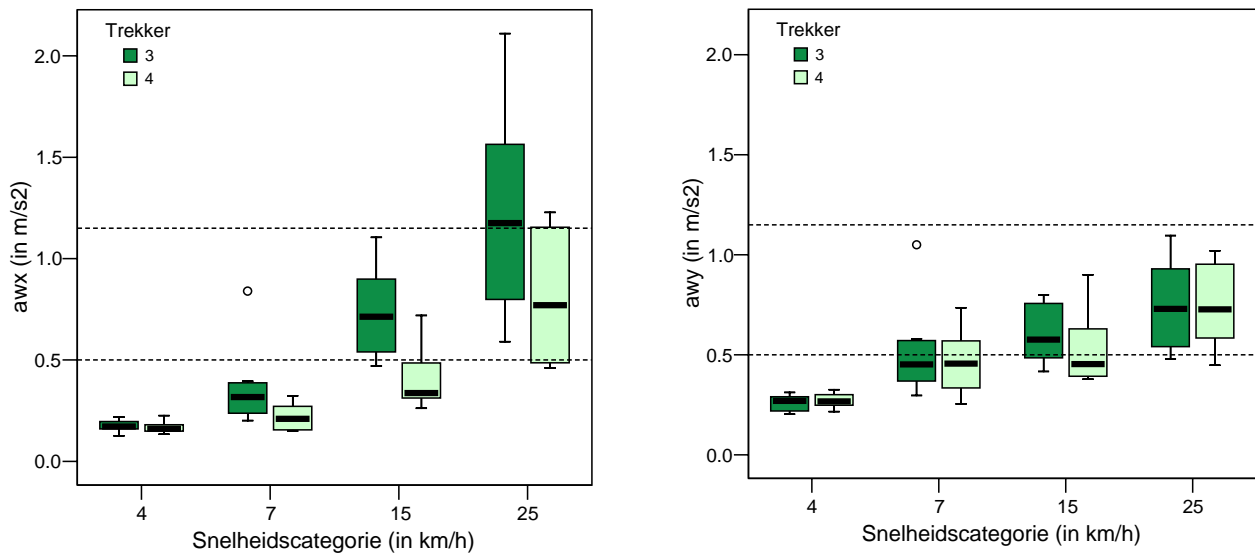 Trekker
3
4
2.0
1.5
1.0
0.5
0.0
awx (in m/s2)
4 7 15 25
Snelheidscategorie (in km/h)
Trekker
3
4
2.0
1.5
1.0
0.5
0.0
awy (in m/s2)
4 7 15 25
Snelheidscategorie (in km/h)